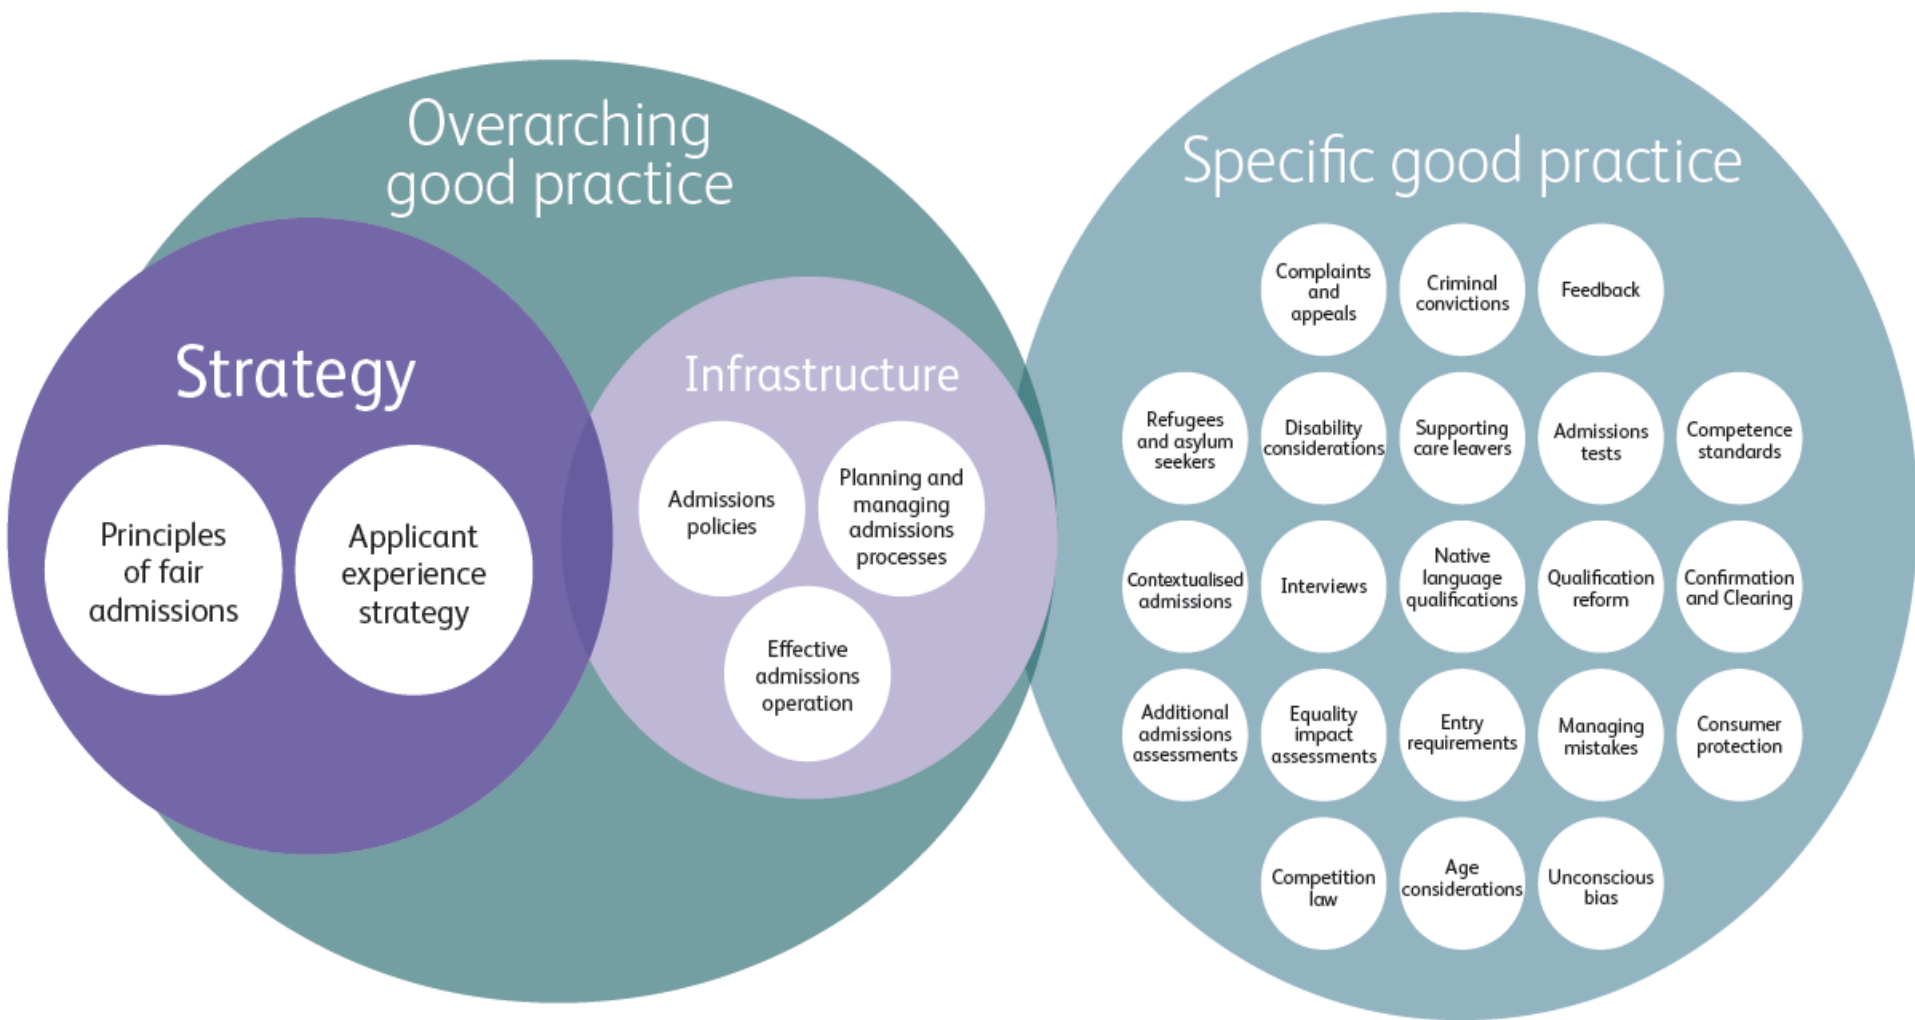 Overarching
good practice
Strategy
Principles
of fair
admissions
Applicant
experience
strategy
Infrastructure
Admissions
policies
Planning and
managing
admissions
processes
Effective
admissions
operation
Specific good practice
Complaints
and
appeals
Criminal
convictions
Feedback
Refugees
and asylum
seekers
Disability
considerations
Supporting
care leavers
Admissions
tests
Competence
standards
Contextualised
admissions
Interviews
Native
language
qualifications
Qualification
reform
Confirmation
and Clearing
Additional
admissions
assessments
Equality
impact
assessments
Entry
requirements
Managing
mistakes
Consumer
protection
Competition
law
Age
considerations
Unconscious
bias